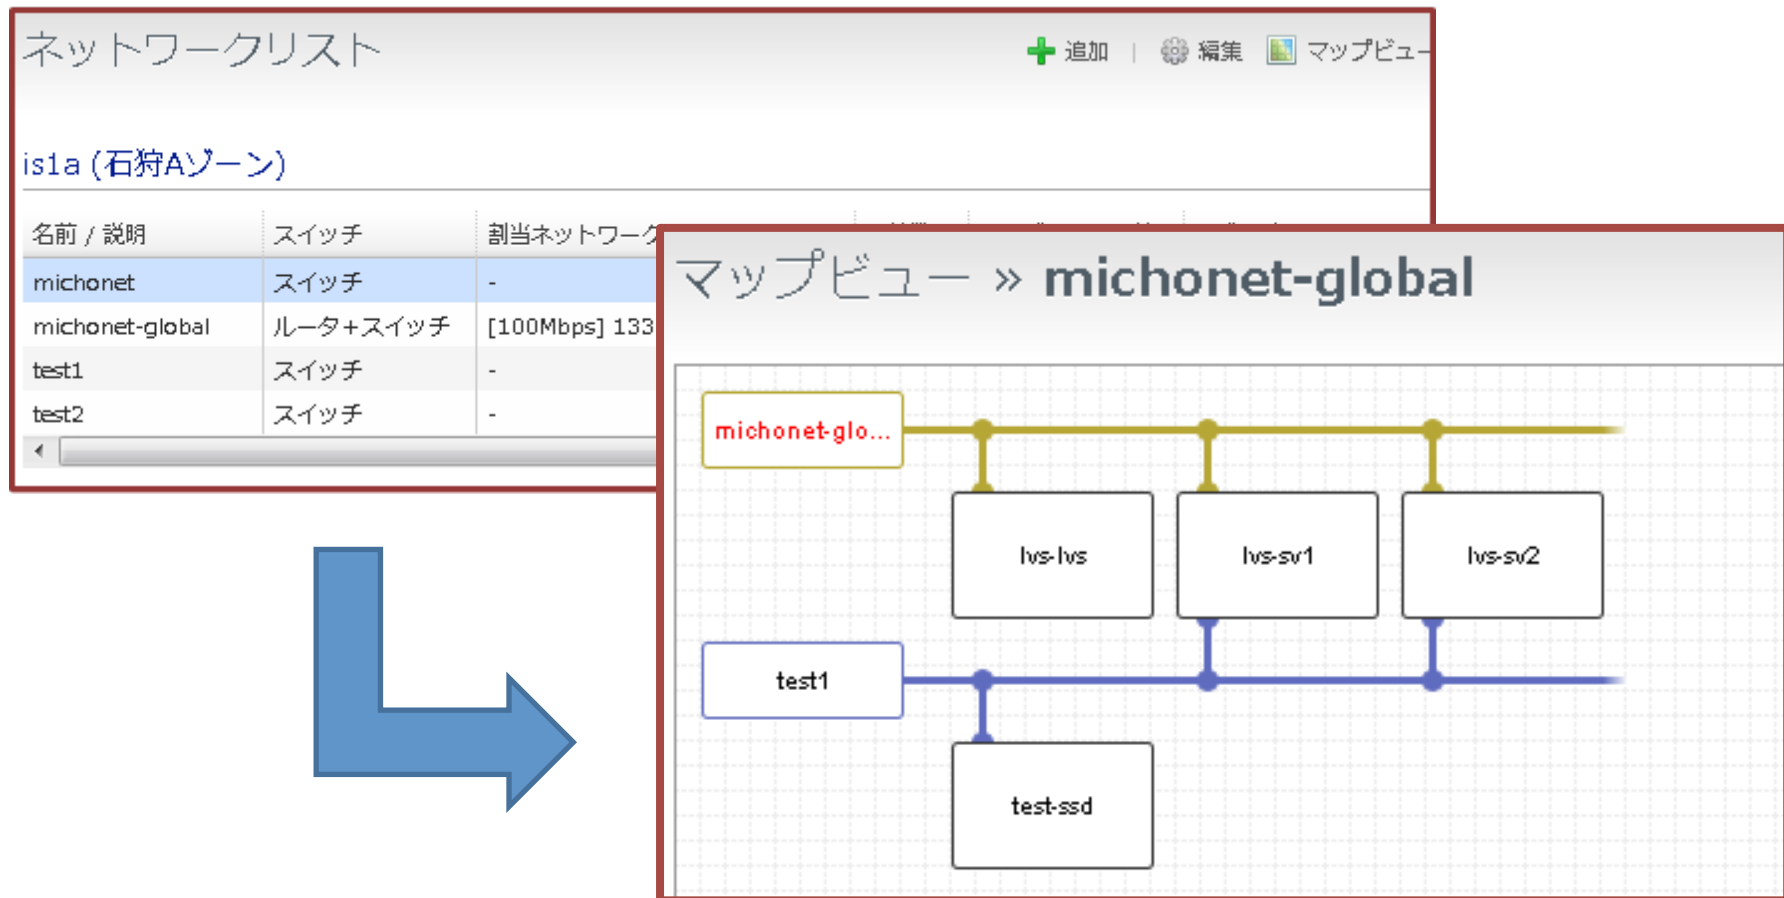 ネットワークリスト
追加 | 編集 マップビュー
is1a (石狩Aゾーン)
名前 / 説明 スイッチ 割当ネットワーク
michonet スイッチ -
michonet-global ルータ+スイッチ [100Mbps] 133
test1 スイッチ -
test2 スイッチ -
マップビュー » michonet-global
michonet-glo...
lvs-lvs lvs-sv1 lvs-sv2
test1
test-ssd